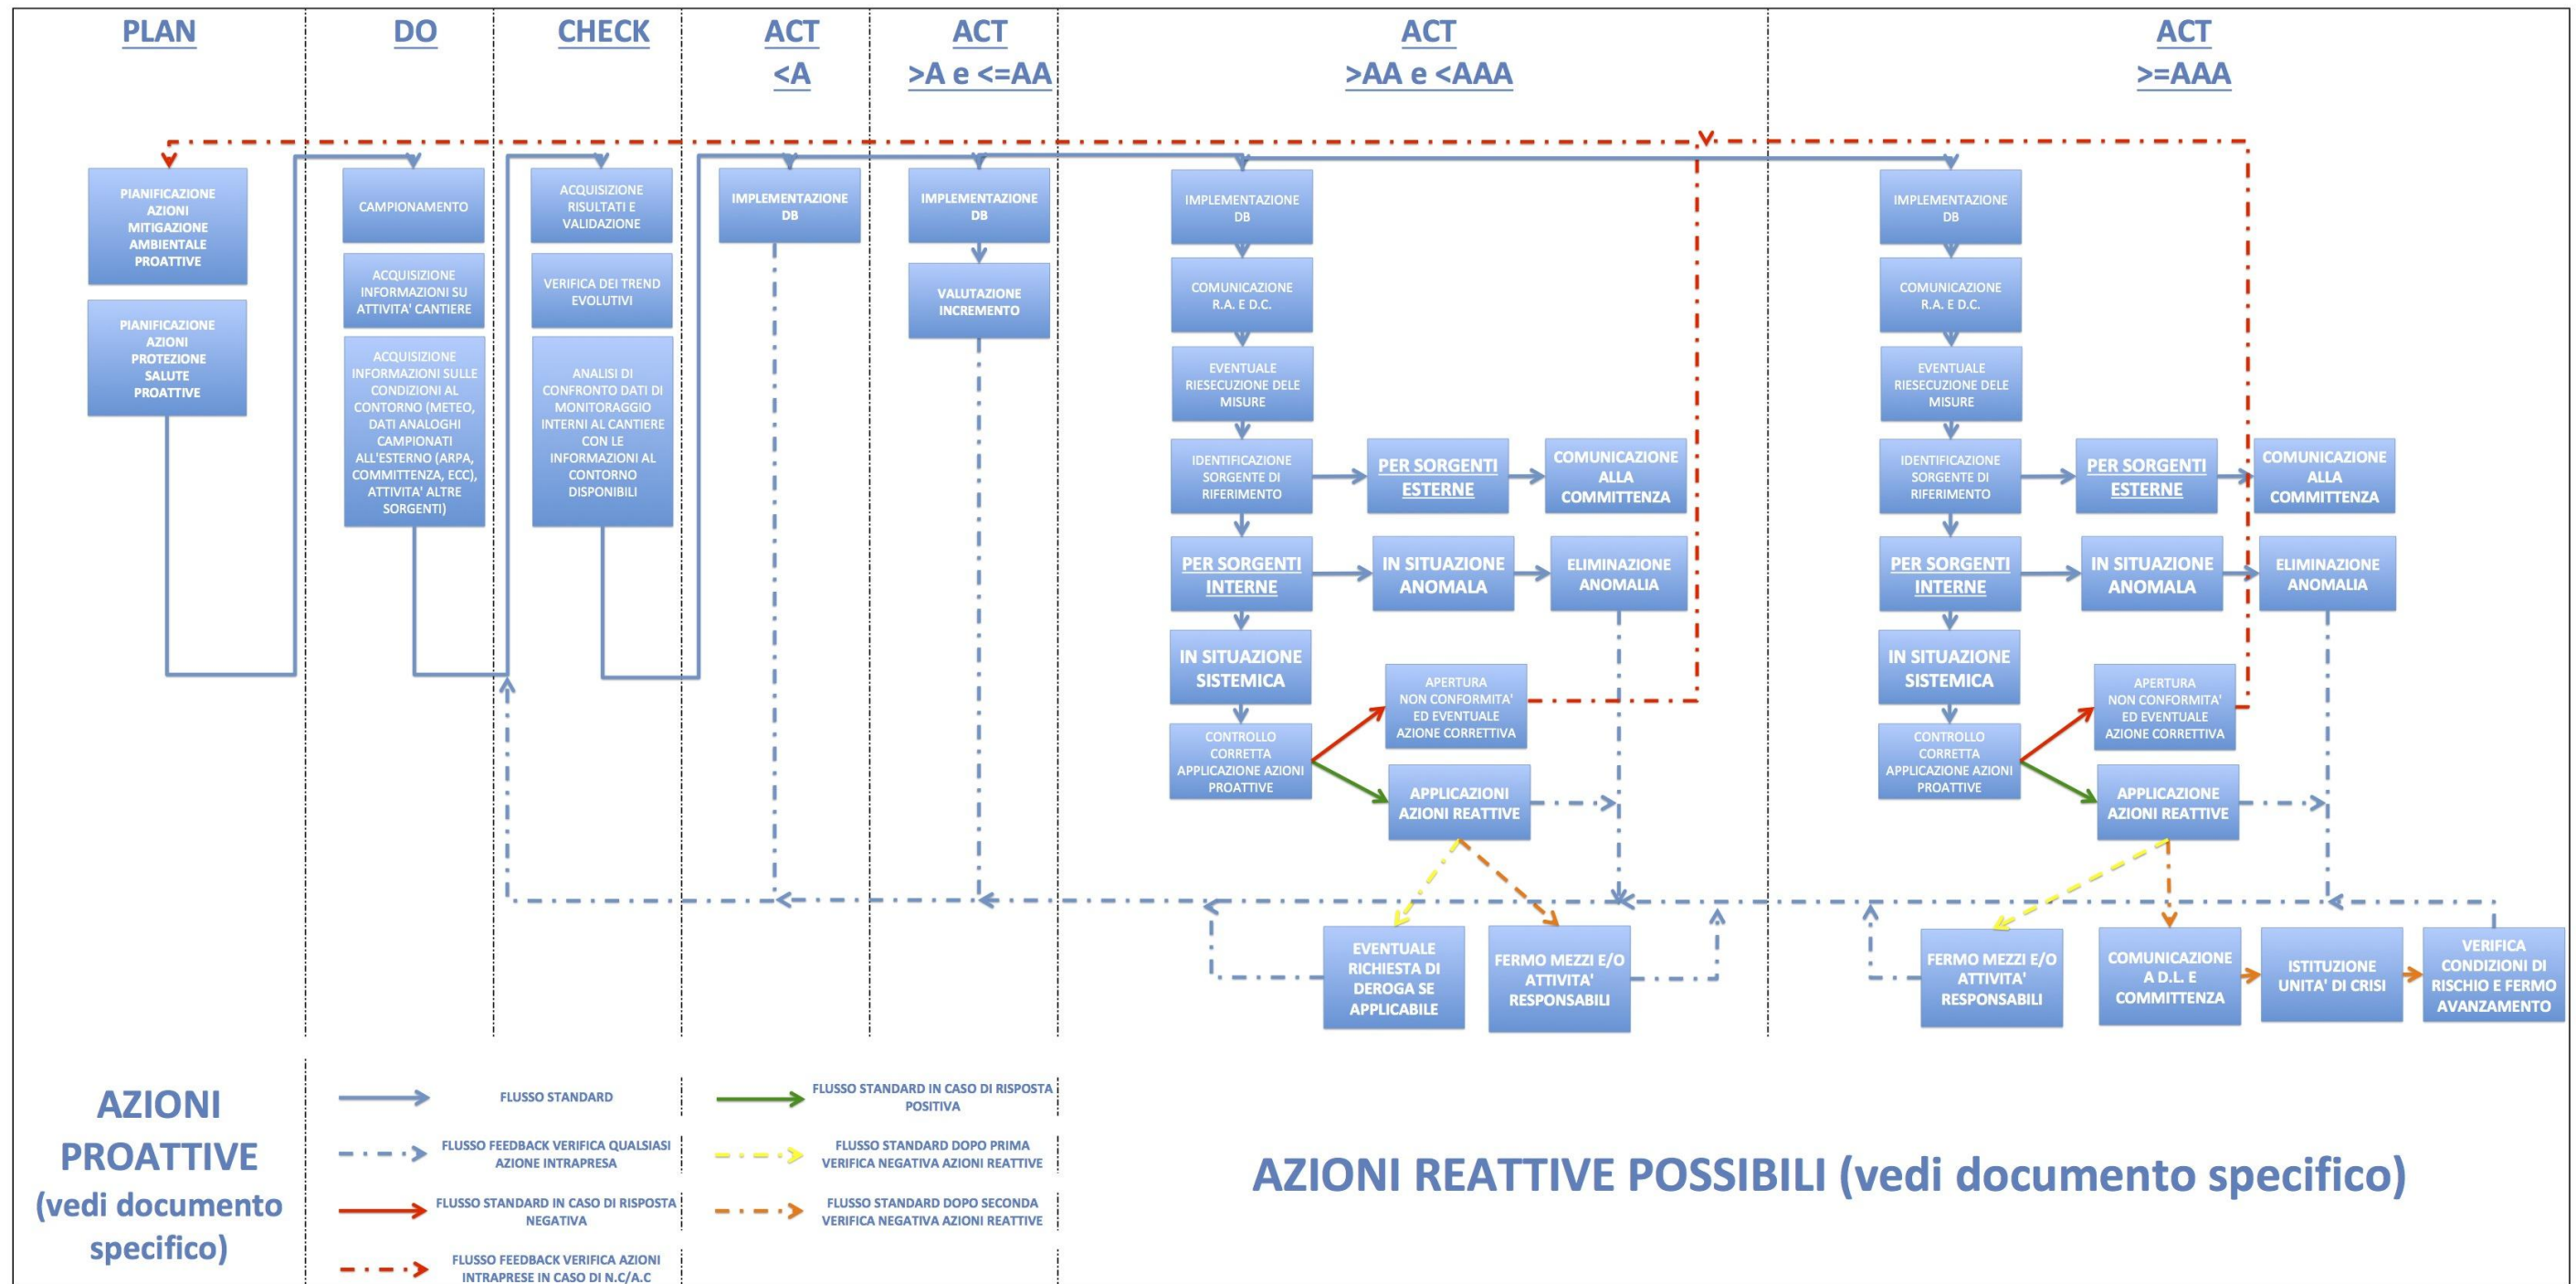 PLAN
DO
CHECK
ACT
<A
ACT
>A e <=AA
ACT
>AA e <AAA
ACT
>=AAA
PIANIFICAZIONE
AZIONI
MITIGAZIONE
AMBIENTALE
PROATTIVE
PIANIFICAZIONE
AZIONI
PROTEZIONE
SALUTE
PROATTIVE
CAMPIONAMENTO
ACQUISIZIONE
INFORMAZIONI SU
ATTIVITA' CANTIERE
ACQUISIZIONE
INFORMAZIONI SULLE
CONDIZIONI AL
CONTORNO (METEO,
DATI ANALOGHI
CAMPIONATI
ALL'ESTERNO (ARPA,
COMMITTENZA, ECC),
ATTIVITA' ALTRE
SORGENTI)
ACQUISIZIONE
RISULTATI E
VALIDAZIONE
VERIFICA DEI TREND
EVOLUTIVI
ANALISI DI
CONFRONTO DATI DI
MONITORAGGIO
INTERNI AL CANTIERE
CON LE
INFORMAZIONI AL
CONTORNO
DISPONIBILI
IMPLEMENTAZIONE
DB
IMPLEMENTAZIONE
DB
VALUTAZIONE
INCREMENTO
IMPLEMENTAZIONE
DB
COMUNICAZIONE
R.A. E D.C.
EVENTUALE
RIESECUZIONE DELE
MISURE
IDENTIFICAZIONE
SORGENTE DI
RIFERIMENTO
PER SORGENTI
ESTERNE
COMUNICAZIONE
ALLA
COMMITTENZA
PER SORGENTI
INTERNE
IN SITUAZIONE
ANOMALA
ELIMINAZIONE
ANOMALIA
IN SITUAZIONE
SISTEMICA
CONTROLLO
CORRETTA
APPLICAZIONE AZIONI
PROATTIVE
APERTURA
NON CONFORMITA'
ED EVENTUALE
AZIONE CORRETTIVA
APPLICAZIONI
AZIONI REATTIVE
EVENTUALE
RICHIESTA DI
DEROGA SE
APPLICABILE
FERMO MEZZI E/O
ATTIVITA'
RESPONSABILI
IMPLEMENTAZIONE
DB
COMUNICAZIONE
R.A. E D.C.
EVENTUALE
RIESECUZIONE DELE
MISURE
IDENTIFICAZIONE
SORGENTE DI
RIFERIMENTO
PER SORGENTI
ESTERNE
COMUNICAZIONE
ALLA
COMMITTENZA
PER SORGENTI
INTERNE
IN SITUAZIONE
ANOMALA
ELIMINAZIONE
ANOMALIA
IN SITUAZIONE
SISTEMICA
CONTROLLO
CORRETTA
APPLICAZIONE AZIONI
PROATTIVE
APERTURA
NON CONFORMITA'
ED EVENTUALE
AZIONE CORRETTIVA
APPLICAZIONE
AZIONI REATTIVE
FERMO MEZZI E/O
ATTIVITA'
RESPONSABILI
COMUNICAZIONE
A D.L. E
COMMITTENZA
ISTITUZIONE
UNITA' DI CRISI
VERIFICA
CONDIZIONI DI
RISCHIO E FERMO
AVANZAMENTO
AZIONI
PROATTIVE
(vedi documento
specifico)
FLUSSO STANDARD
FLUSSO FEEDBACK VERIFICA QUALSIASI
AZIONE INTRAPRESA
FLUSSO STANDARD IN CASO DI RISPOSTA
NEGATIVA
FLUSSO FEEDBACK VERIFICA AZIONI
INTRAPRESE IN CASO DI N.C/A.C
FLUSSO STANDARD IN CASO DI RISPOSTA
POSITIVA
FLUSSO STANDARD DOPO PRIMA
VERIFICA NEGATIVA AZIONI REATTIVE
FLUSSO STANDARD DOPO SECONDA
VERIFICA NEGATIVA AZIONI REATTIVE
AZIONI REATTIVE POSSIBILI (vedi documento specifico)